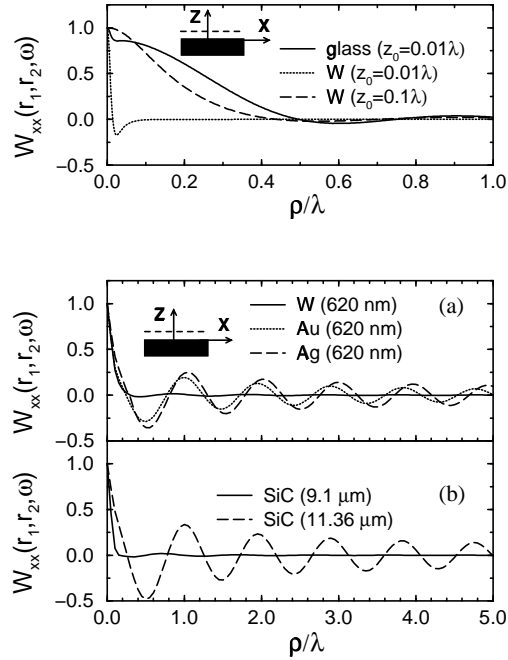 1.0
0.5
0.0
−0.5
W_xx(r_1,r_2,ω)
z
x
glass (z_0=0.01λ)
W (z_0=0.01λ)
W (z_0=0.1λ)
0.0 0.2 0.4 0.6 0.8 1.0
ρ/λ
1.0
0.5
0.0
−0.5
W_xx(r_1,r_2,ω)
z
x
W (620 nm)
Au (620 nm)
Ag (620 nm)
(a)
1.0
0.5
0.0
−0.5
W_xx(r_1,r_2,ω)
SiC (9.1 μm)
SiC (11.36 μm)
(b)
0.0 1.0 2.0 3.0 4.0 5.0
ρ/λ